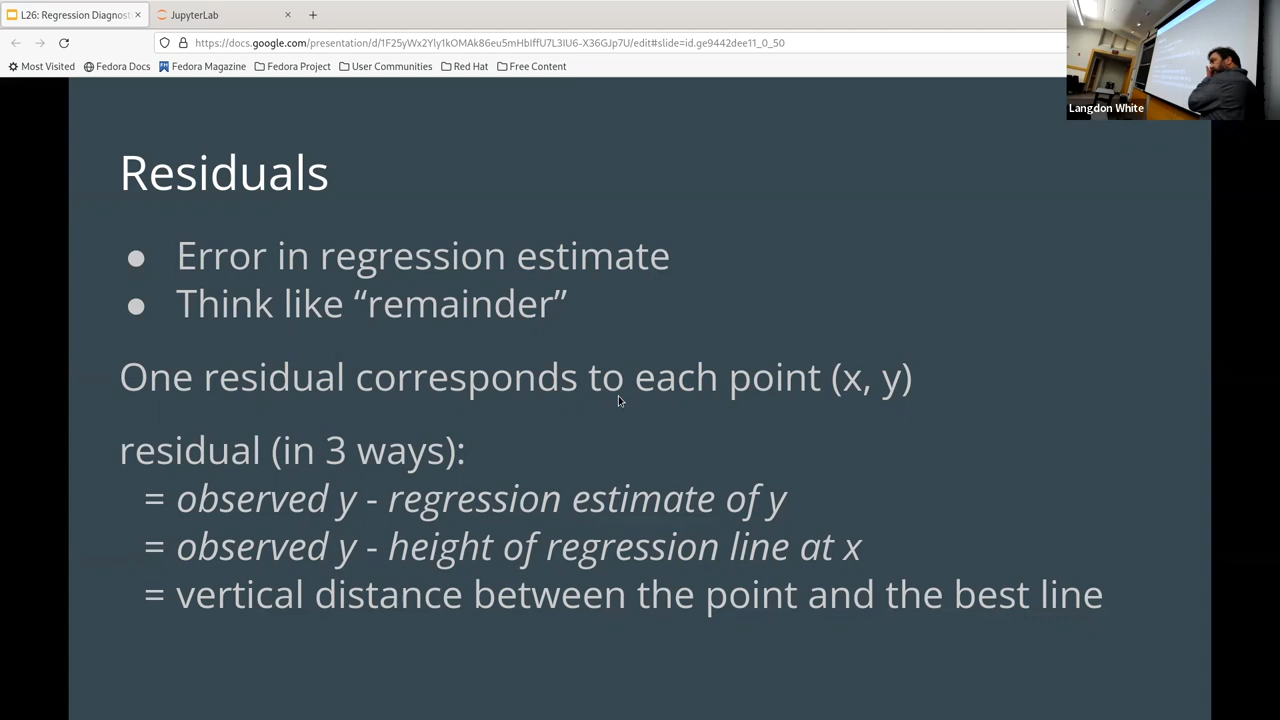 L26: Regression Diagnost
JupyterLab
https://docs.google.com/presentation/d/1F25yWx2Yly1kOMAk86eu5mHblffU7L3IU6-X36GJp7U/edit#slide=id.ge9442dee11_0_50
Most Visited Fedora Docs Fedora Magazine Fedora Project User Communities Red Hat Free Content
Langdon White
Residuals
● Error in regression estimate
● Think like “remainder”
One residual corresponds to each point (x, y)
residual (in 3 ways):
= observed y - regression estimate of y
= observed y - height of regression line at x
= vertical distance between the point and the best line